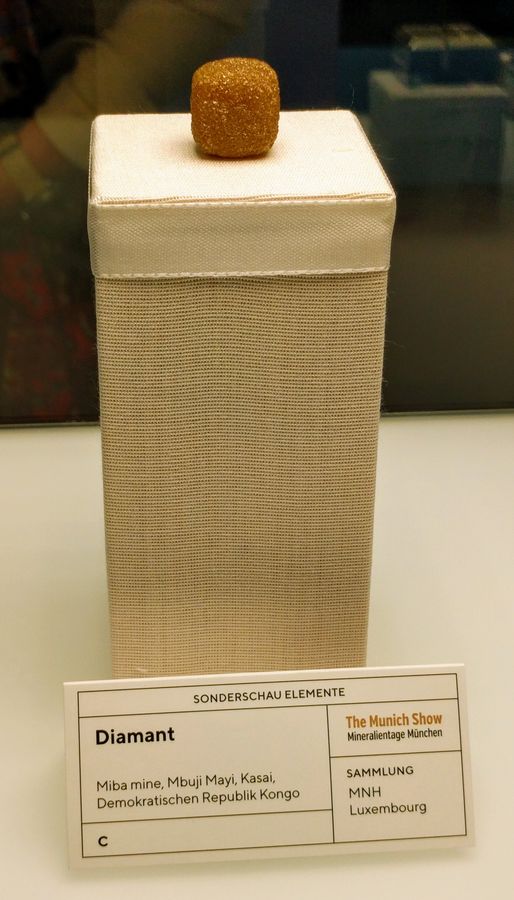 SONDERSCHAU ELEMENTE
Diamant
Miba mine, Mbuji Mayi, Kasai,
Demokratischen Republik Kongo
C
The Munich Show
Mineralientage München
SAMMLUNG
MNH
Luxembourg